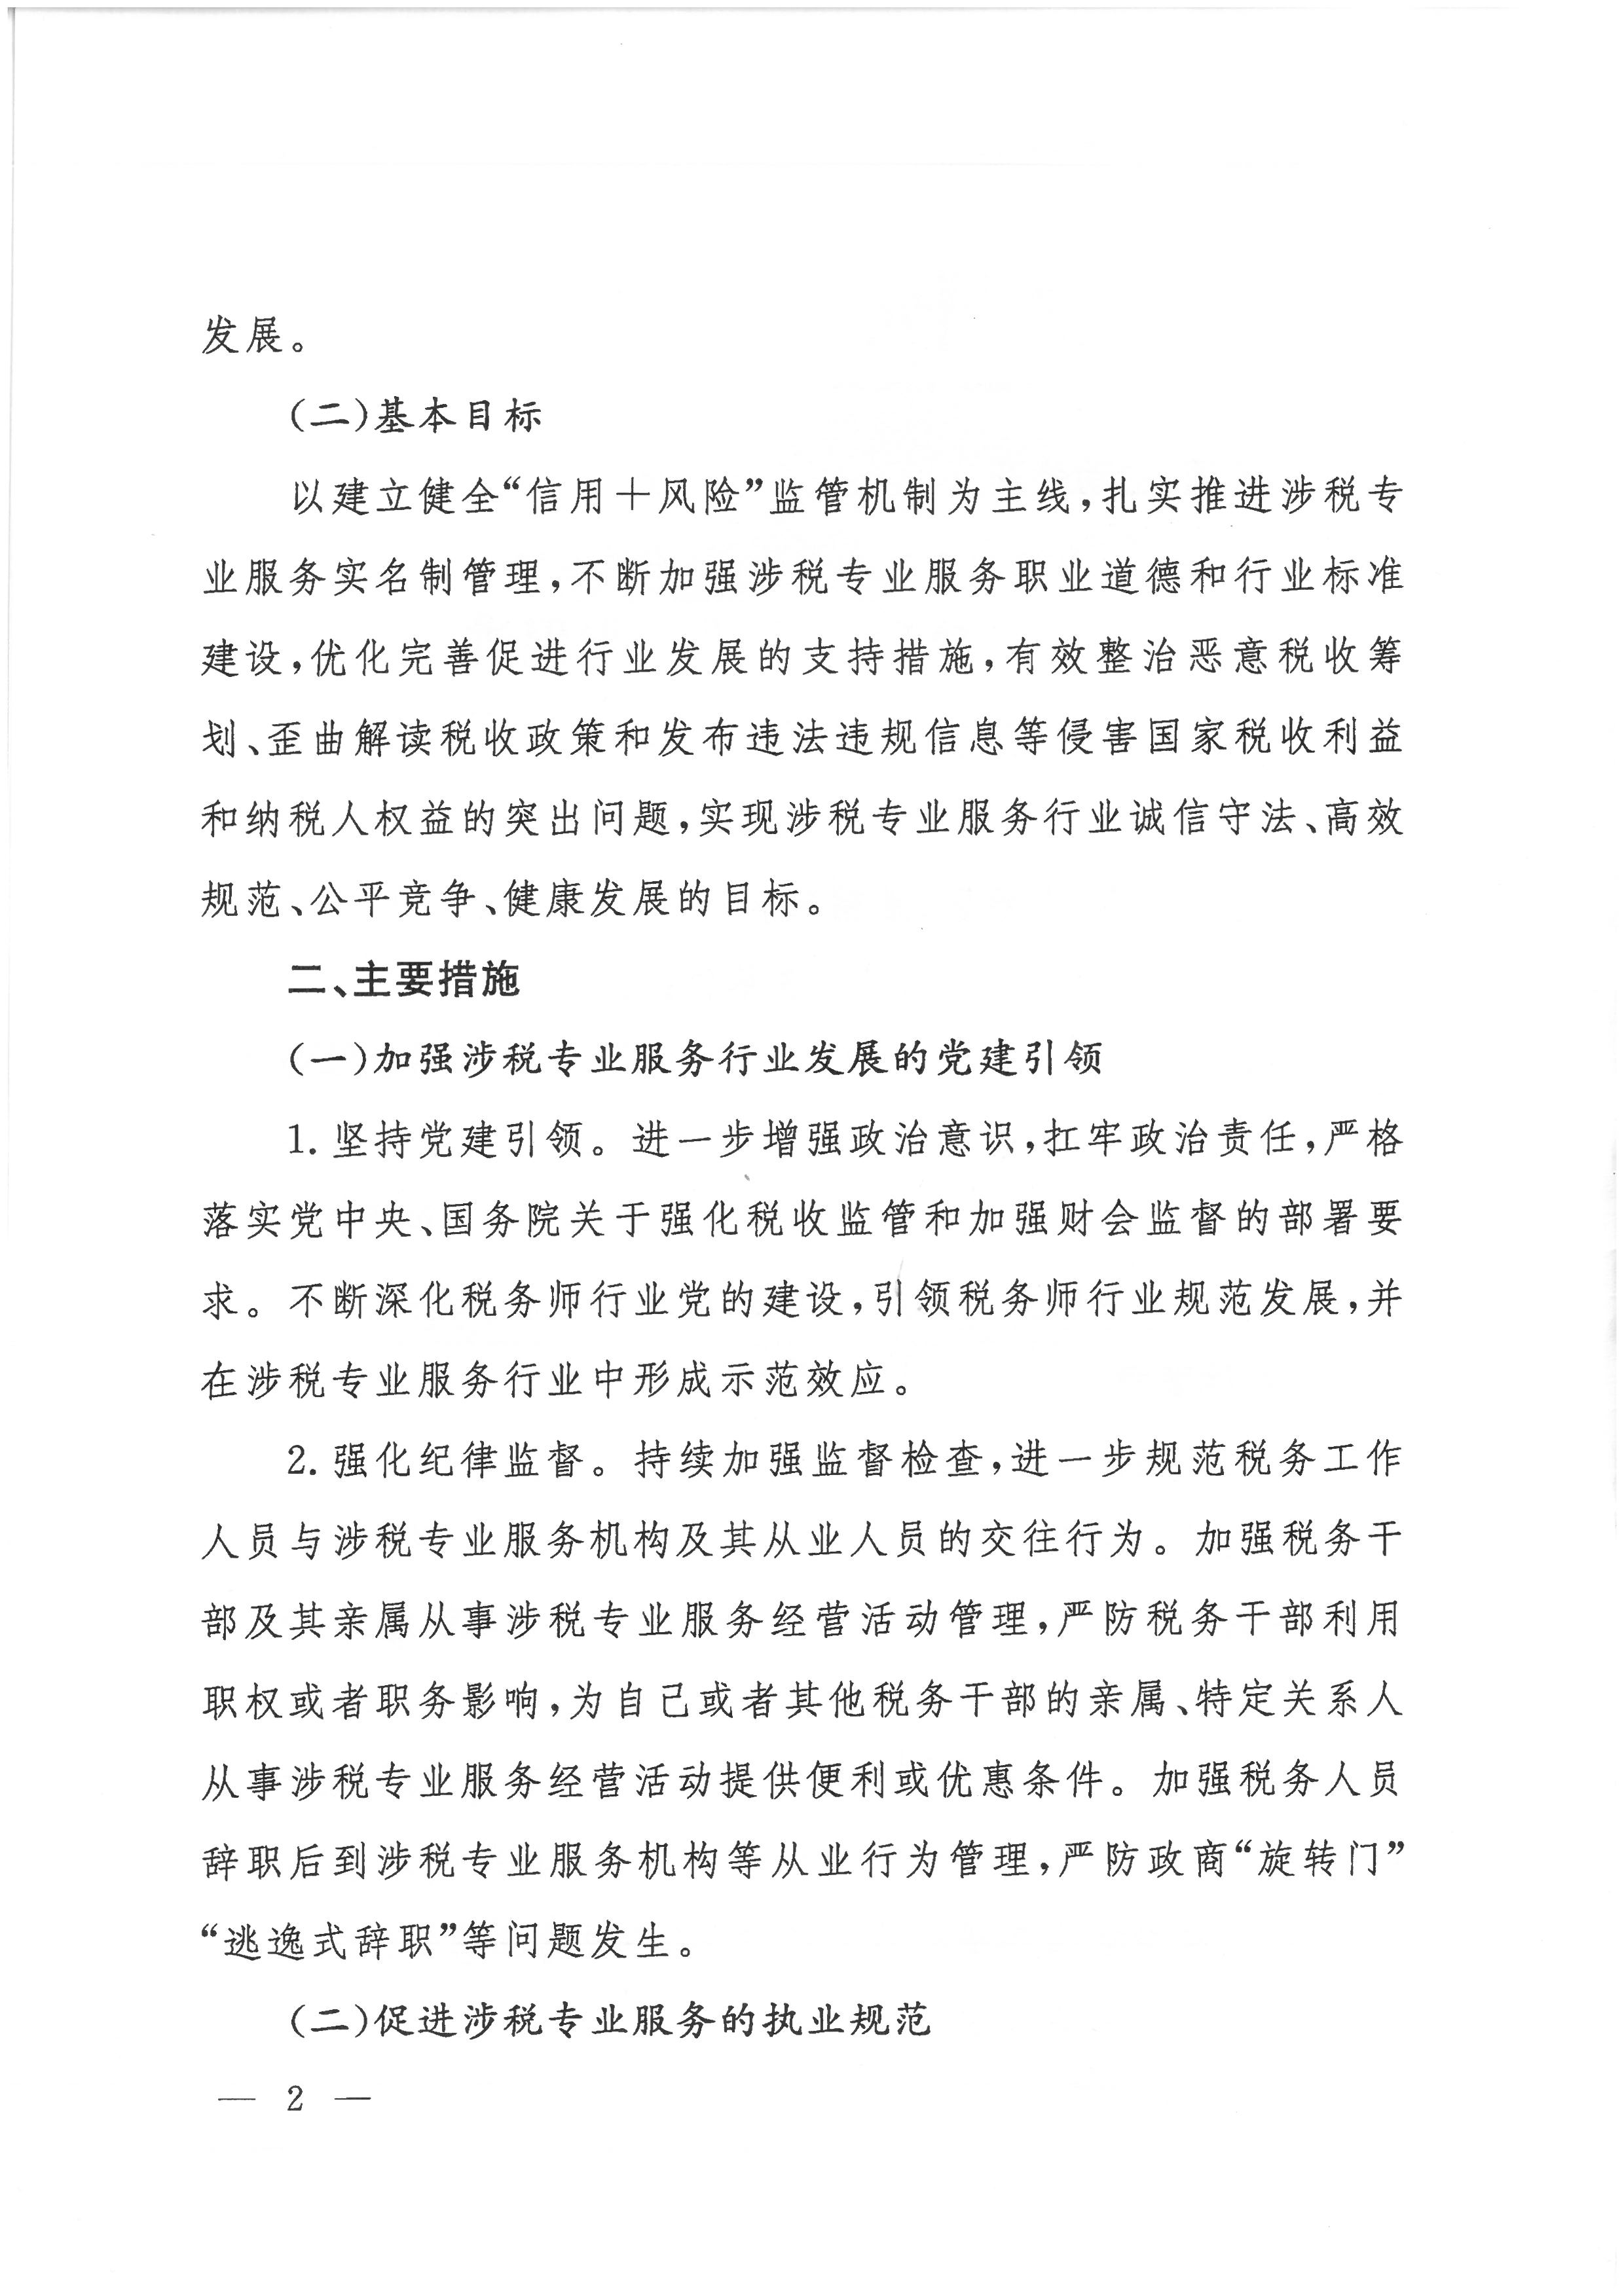 发展。
(二)基本目标
以建立健全“信用＋风险”监管机制为主线,扎实推进涉税专
业服务实名制管理,不断加强涉税专业服务职业道德和行业标准
建设,优化完善促进行业发展的支持措施,有效整治恶意税收筹
划、歪曲解读税收政策和发布违法违规信息等侵害国家税收利益
和纳税人权益的突出问题,实现涉税专业服务行业诚信守法、高效
规范、公平竞争、健康发展的目标。
二、主要措施
(一)加强涉税专业服务行业发展的党建引领
1. 坚持党建引领。进一步增强政治意识,扛牢政治责任,严格
落实党中央、国务院关于强化税收监管和加强财会监督的部署要
求。不断深化税务师行业党的建设,引领税务师行业规范发展,并
在涉税专业服务行业中形成示范效应。
2. 强化纪律监督。持续加强监督检查,进一步规范税务工作
人员与涉税专业服务机构及其从业人员的交往行为。加强税务干
部及其亲属从事涉税专业服务经营活动管理,严防税务干部利用
职权或者职务影响,为自己或者其他税务干部的亲属、特定关系人
从事涉税专业服务经营活动提供便利或优惠条件。加强税务人员
辞职后到涉税专业服务机构等从业行为管理,严防政商“旋转门”
“逃逸式辞职”等问题发生。
(二)促进涉税专业服务的执业规范
— 2 —